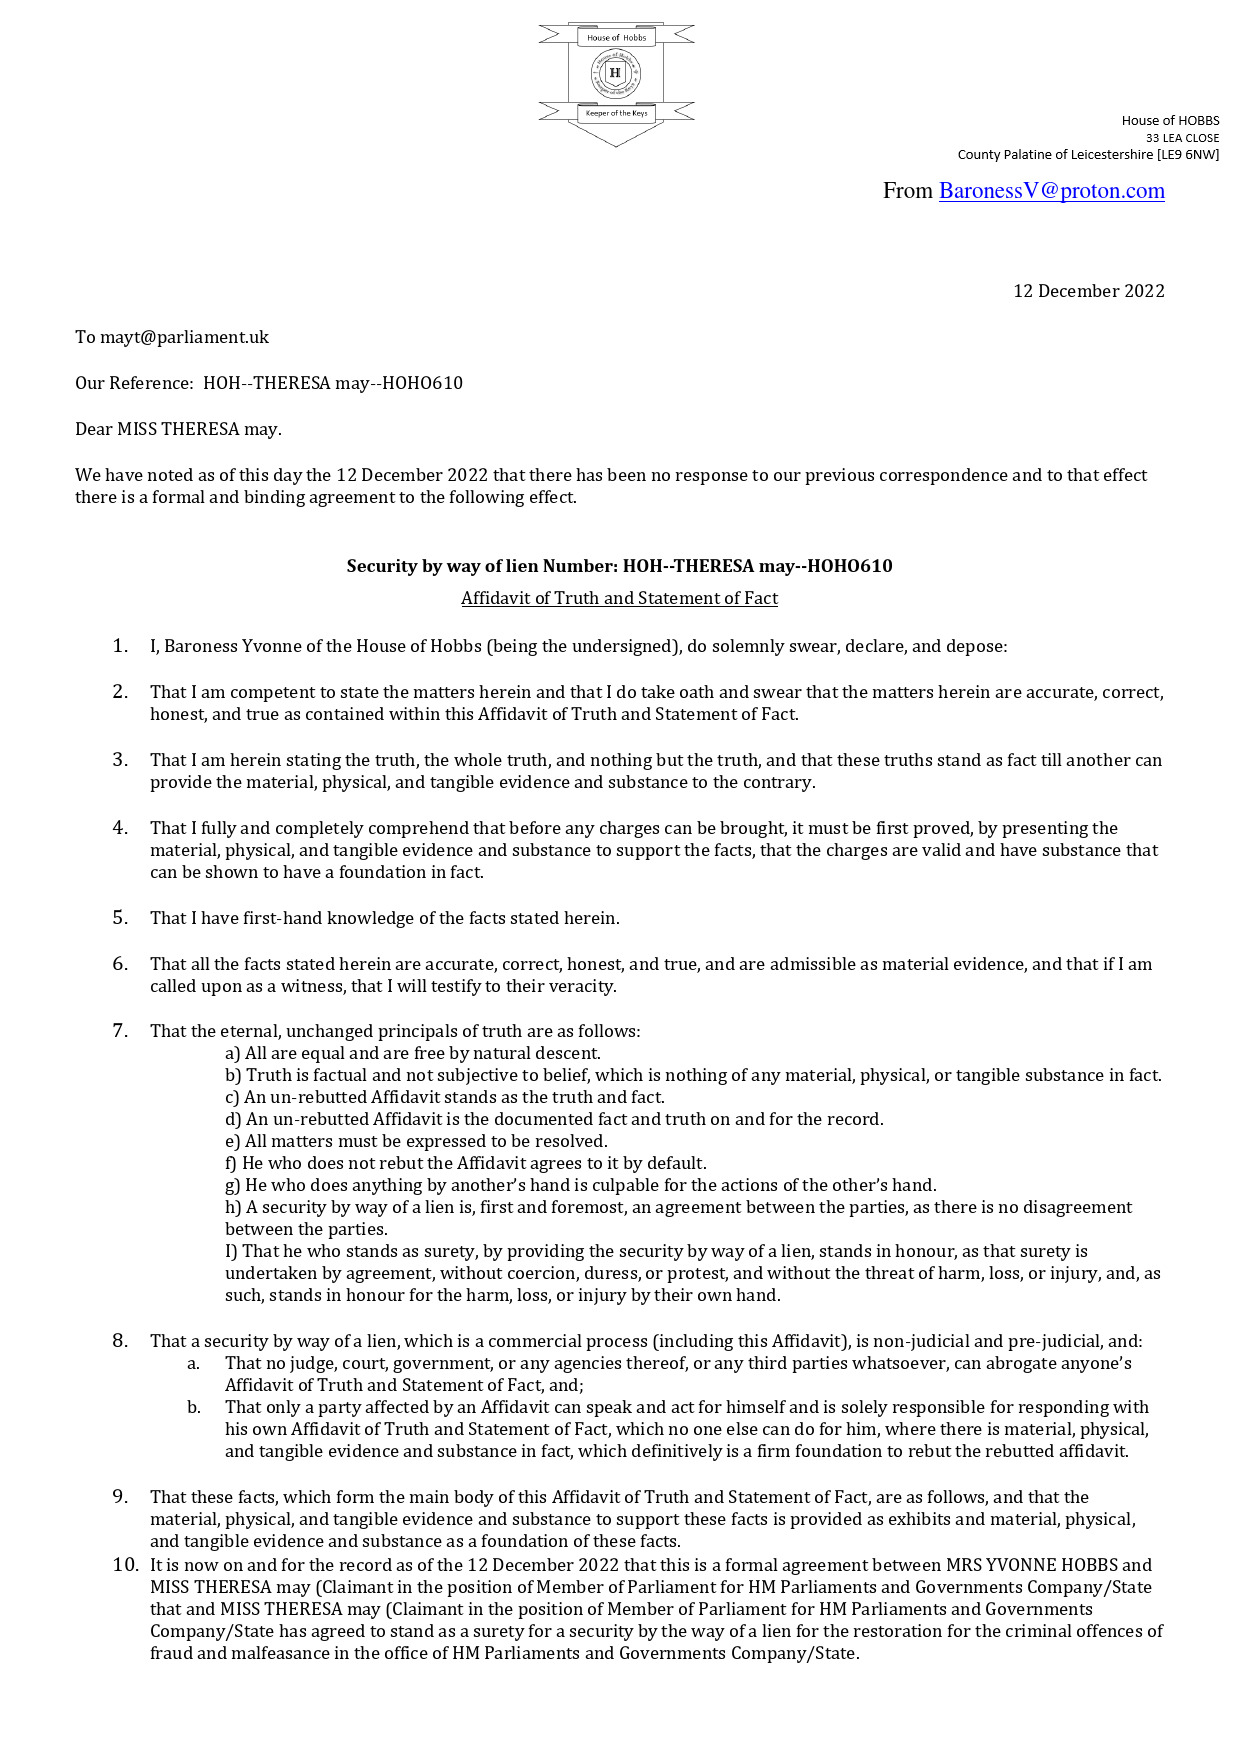 House of Hobbs
House of Hobbs
H
Keeper of the Keys
Keeper of the Keys
House of HOBBS
33 LEA CLOSE
County Palatine of Leicestershire [LE9 6NW]
From BaronessV@proton.com
12 December 2022
To mayt@parliament.uk
Our Reference:  HOH--THERESA may--HOHO610
Dear MISS THERESA may.
We have noted as of this day the 12 December 2022 that there has been no response to our previous correspondence and to that effect
there is a formal and binding agreement to the following effect.
Security by way of lien Number: HOH--THERESA may--HOHO610
Affidavit of Truth and Statement of Fact
1. I, Baroness Yvonne of the House of Hobbs (being the undersigned), do solemnly swear, declare, and depose:
2. That I am competent to state the matters herein and that I do take oath and swear that the matters herein are accurate, correct,
honest, and true as contained within this Affidavit of Truth and Statement of Fact.
3. That I am herein stating the truth, the whole truth, and nothing but the truth, and that these truths stand as fact till another can
provide the material, physical, and tangible evidence and substance to the contrary.
4. That I fully and completely comprehend that before any charges can be brought, it must be first proved, by presenting the
material, physical, and tangible evidence and substance to support the facts, that the charges are valid and have substance that
can be shown to have a foundation in fact.
5. That I have first-hand knowledge of the facts stated herein.
6. That all the facts stated herein are accurate, correct, honest, and true, and are admissible as material evidence, and that if I am
called upon as a witness, that I will testify to their veracity.
7. That the eternal, unchanged principals of truth are as follows:
a) All are equal and are free by natural descent.
b) Truth is factual and not subjective to belief, which is nothing of any material, physical, or tangible substance in fact.
c) An un-rebutted Affidavit stands as the truth and fact.
d) An un-rebutted Affidavit is the documented fact and truth on and for the record.
e) All matters must be expressed to be resolved.
f) He who does not rebut the Affidavit agrees to it by default.
g) He who does anything by another's hand is culpable for the actions of the other's hand.
h) A security by way of a lien is, first and foremost, an agreement between the parties, as there is no disagreement
between the parties.
I) That he who stands as surety, by providing the security by way of a lien, stands in honour, as that surety is
undertaken by agreement, without coercion, duress, or protest, and without the threat of harm, loss, or injury, and, as
such, stands in honour for the harm, loss, or injury by their own hand.
8. That a security by way of a lien, which is a commercial process (including this Affidavit), is non-judicial and pre-judicial, and:
a. That no judge, court, government, or any agencies thereof, or any third parties whatsoever, can abrogate anyone's
Affidavit of Truth and Statement of Fact, and;
b. That only a party affected by an Affidavit can speak and act for himself and is solely responsible for responding with
his own Affidavit of Truth and Statement of Fact, which no one else can do for him, where there is material, physical,
and tangible evidence and substance in fact, which definitively is a firm foundation to rebut the rebutted affidavit.
9. That these facts, which form the main body of this Affidavit of Truth and Statement of Fact, are as follows, and that the
material, physical, and tangible evidence and substance to support these facts is provided as exhibits and material, physical,
and tangible evidence and substance as a foundation of these facts.
10. It is now on and for the record as of the 12 December 2022 that this is a formal agreement between MRS YVONNE HOBBS and
MISS THERESA may (Claimant in the position of Member of Parliament for HM Parliaments and Governments Company/State
that and MISS THERESA may (Claimant in the position of Member of Parliament for HM Parliaments and Governments
Company/State has agreed to stand as a surety for a security by the way of a lien for the restoration for the criminal offences of
fraud and malfeasance in the office of HM Parliaments and Governments Company/State.